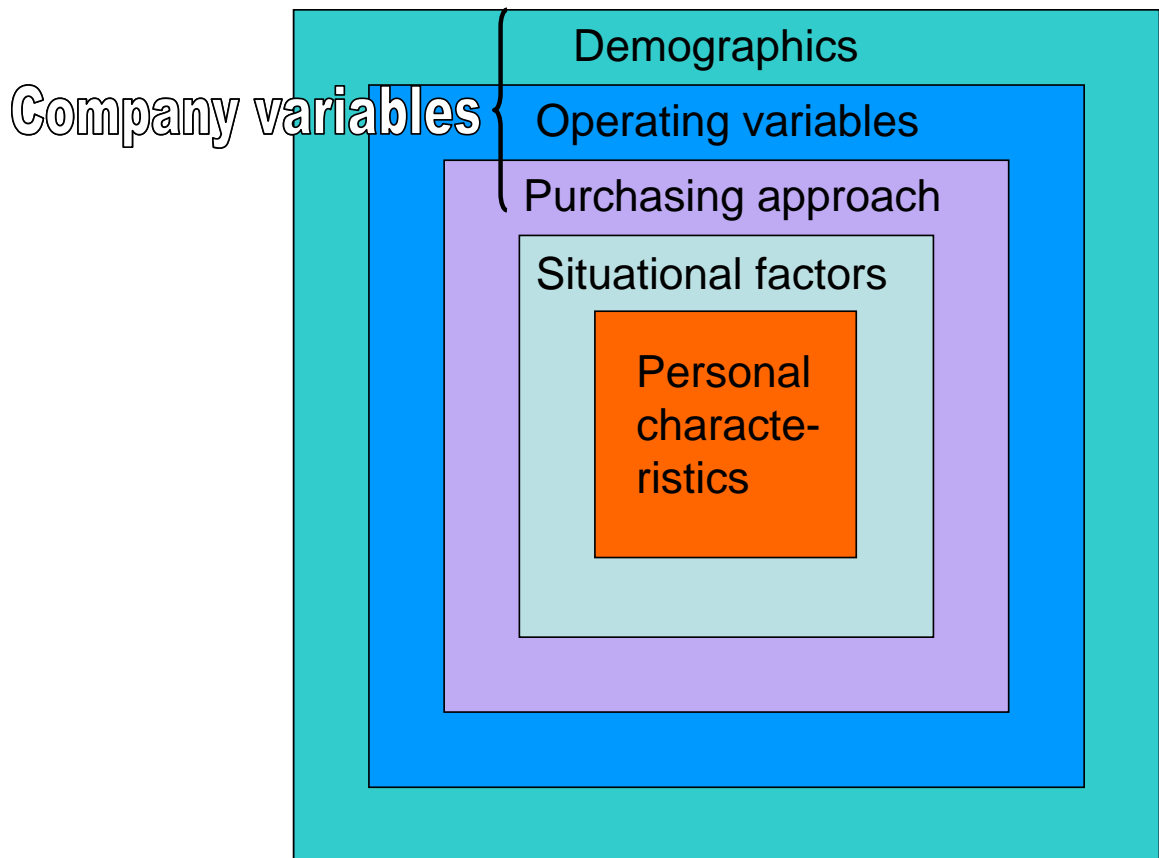 Demographics
Company variables
Operating variables
Purchasing approach
Situational factors
Personal
characte-
ristics